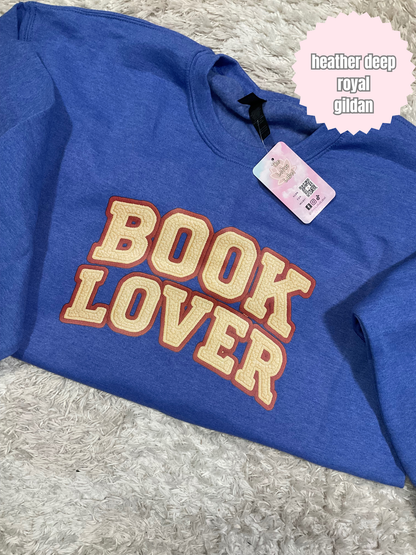 heather deep
royal
gildan
BOOK
LOVER